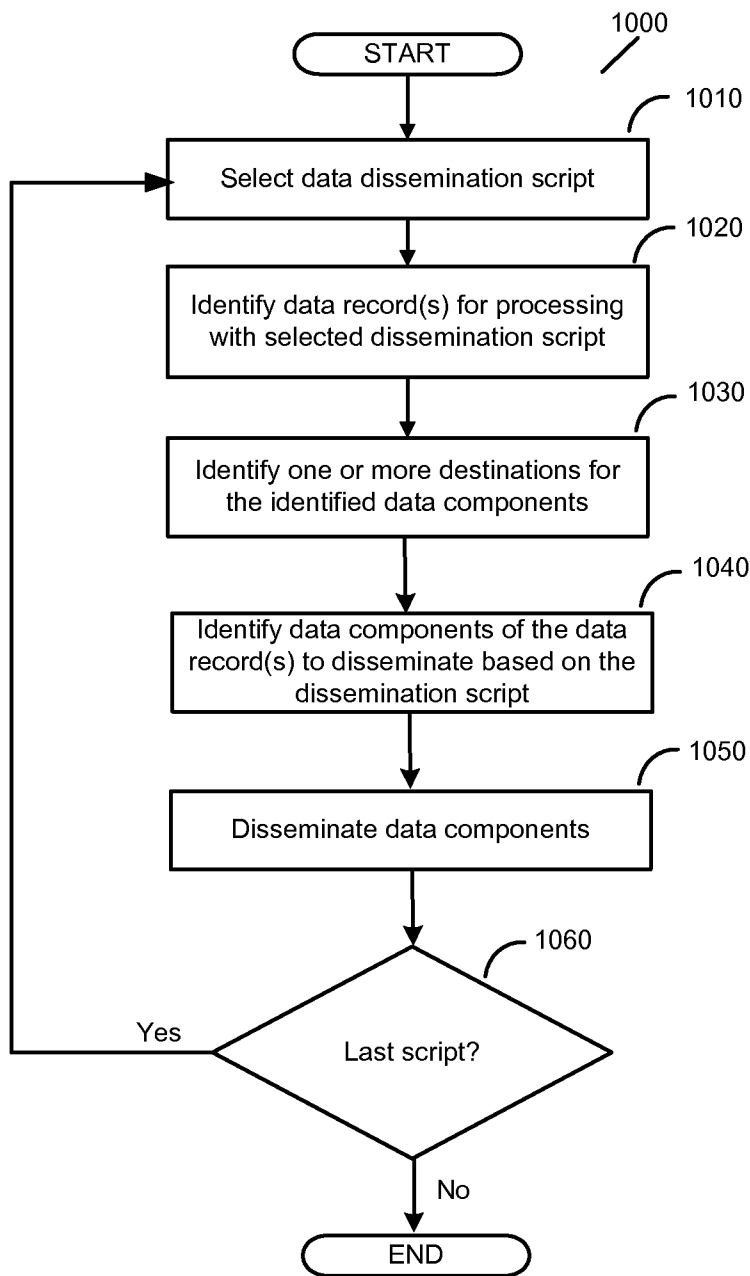 1000
START
1010
Select data dissemination script
1020
Identify data record(s) for processing
with selected dissemination script
1030
Identify one or more destinations for
the identified data components
1040
Identify data components of the data
record(s) to disseminate based on the
dissemination script
1050
Disseminate data components
1060
Last script?
Yes
No
END